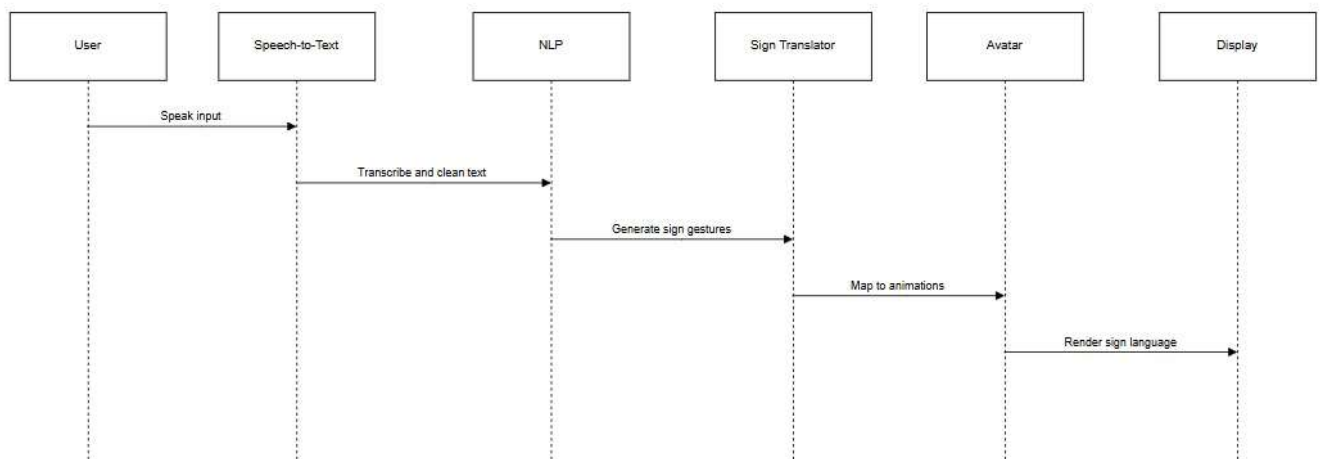 User
Speech-to-Text
NLP
Sign Translator
Avatar
Display
Speak input
Transcribe and clean text
Generate sign gestures
Map to animations
Render sign language